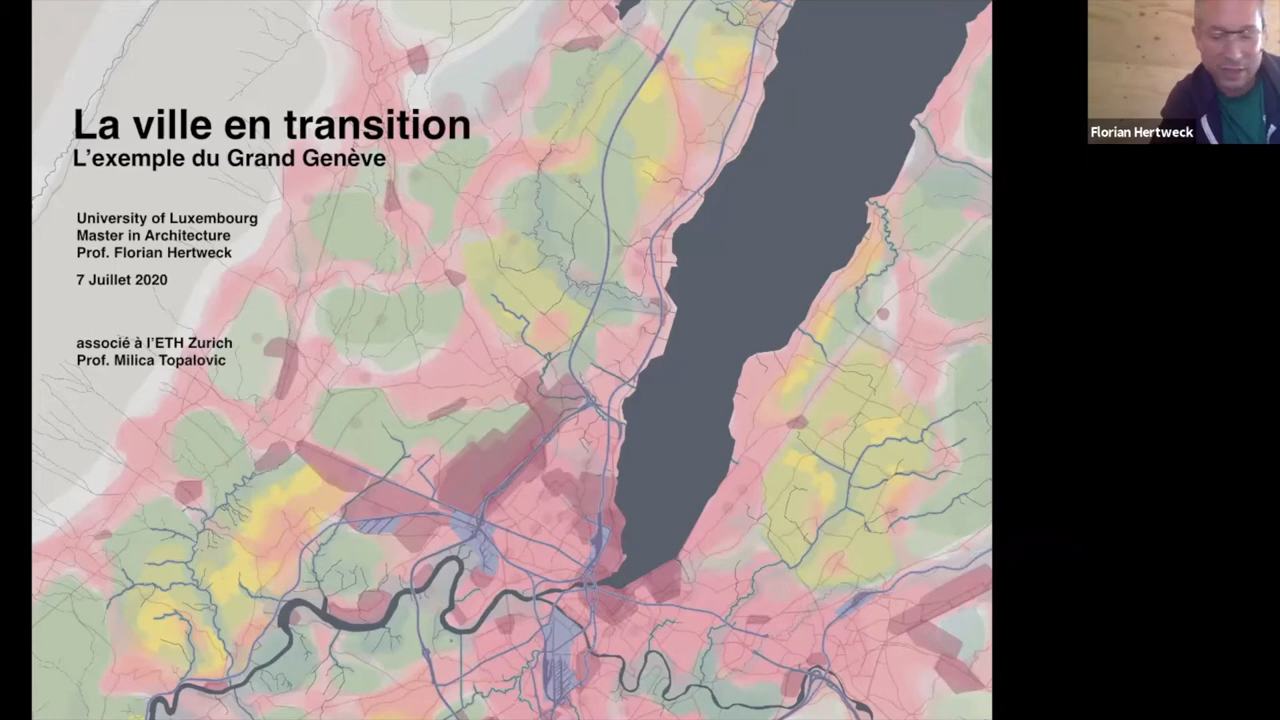 La ville en transition
L'exemple du Grand Genève
University of Luxembourg
Master in Architecture
Prof. Florian Hertweck
7 Juillet 2020
associé à l'ETH Zurich
Prof. Milica Topalovic
Florian Hertweck